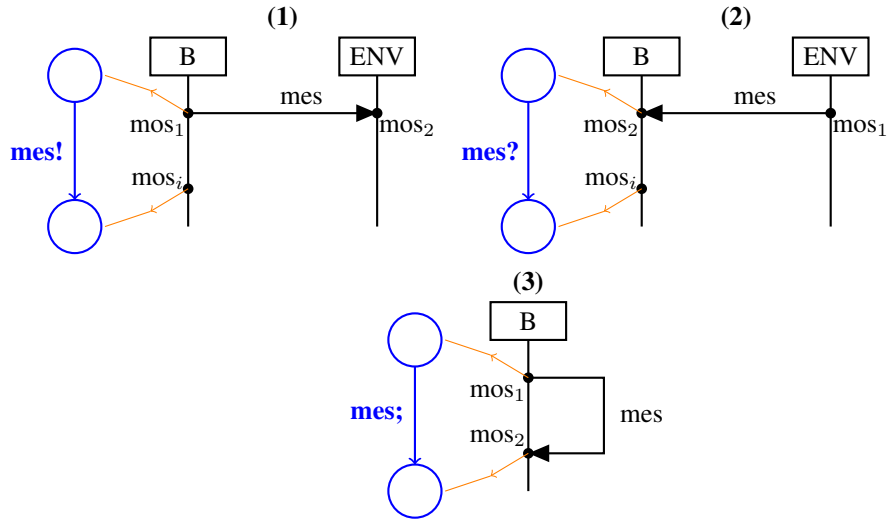 (1)
(2)
B
ENV
B
ENV
mes
mes
mos₁
mos₂
mos₂
mos₁
mes!
mes?
mosᵢ
mosᵢ
(3)
B
mos₁
mes;
mes
mos₂